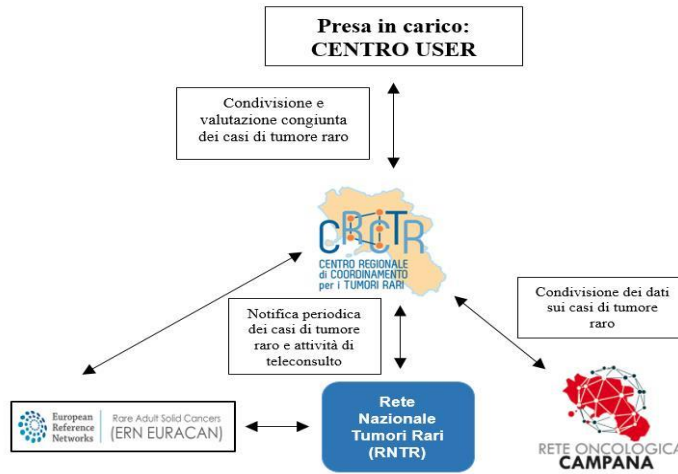 Presa in carico:
CENTRO USER
Condivisione e
valutazione congiunta
dei casi di tumore raro
CRCTR
CENTRO REGIONALE
di COORDINAMENTO
per i TUMORI RARI
Notifica periodica
dei casi di tumore
raro e attività di
teleconsulto
Condivisione dei dati
sui casi di tumore
raro
European
Reference
Networks
Rare Adult Solid Cancers
(ERN EURACAN)
Rete
Nazionale
Tumori Rari
(RNTR)
RETE ONCOLOGICA
CAMPANA